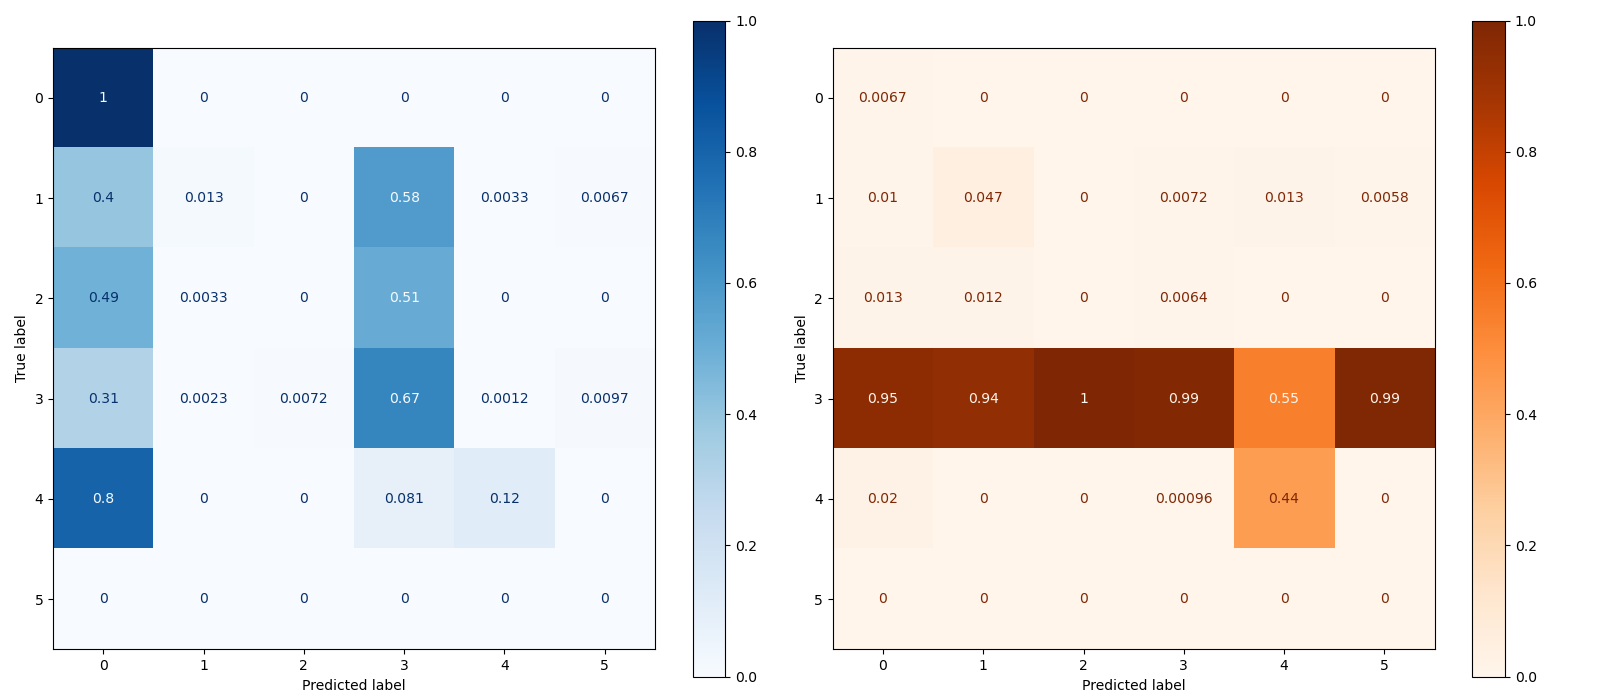 1.0
0 1 0 0 0 0 0
0.8
1 0.4 0.013 0 0.58 0.0033 0.0067
0.6
2 0.49 0.0033 0 0.51 0 0
True label
3 0.31 0.0023 0.0072 0.67 0.0012 0.0097
0.4
4 0.8 0 0 0.081 0.12 0
0.2
5 0 0 0 0 0 0
0.0
0 1 2 3 4 5
Predicted label
1.0
0 0.0067 0 0 0 0 0
0.8
1 0.01 0.047 0 0.0072 0.013 0.0058
0.6
2 0.013 0.012 0 0.0064 0 0
True label
3 0.95 0.94 1 0.99 0.55 0.99
0.4
4 0.02 0 0 0.00096 0.44 0
0.2
5 0 0 0 0 0 0
0.0
0 1 2 3 4 5
Predicted label